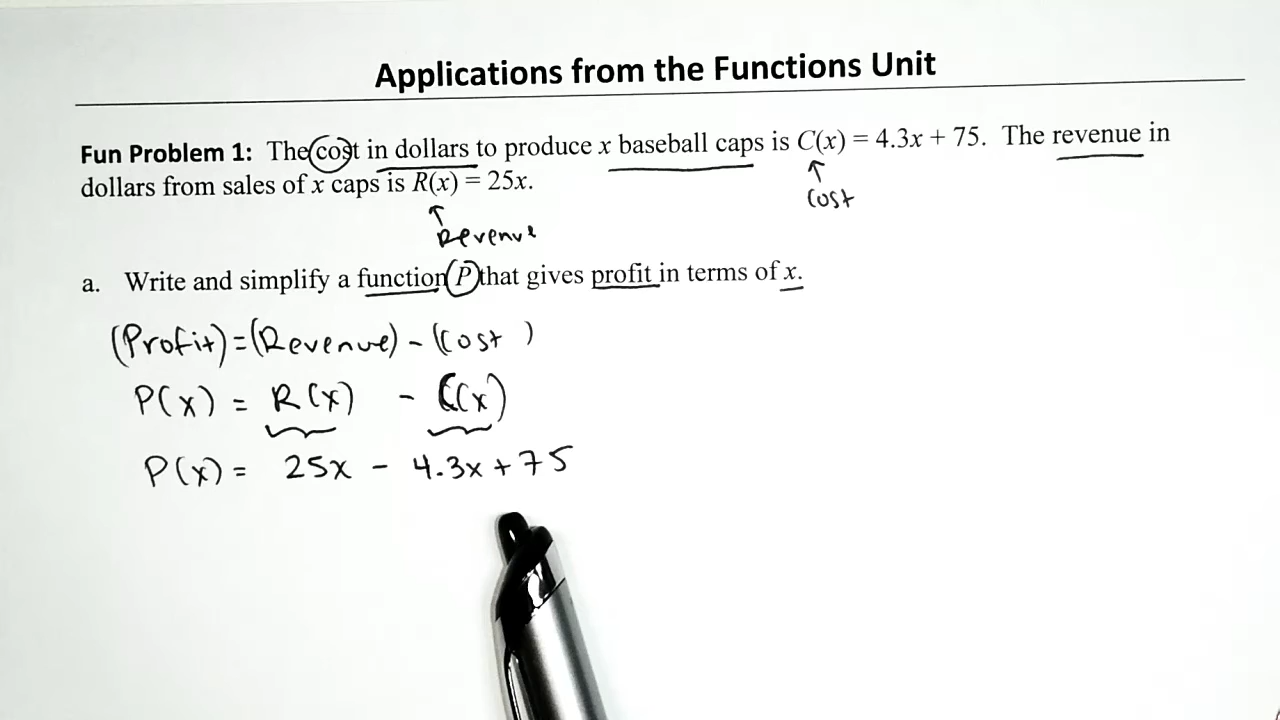 Applications from the Functions Unit
Fun Problem 1: The cost in dollars to produce x baseball caps is C(x) = 4.3x + 75. The revenue in
dollars from sales of x caps is R(x) = 25x.
Cost
Revenue
a. Write and simplify a function P that gives profit in terms of x.
(Profit) = (Revenue) - (Cost )
P(x) = R(x) - C(x)
P(x) = 25x - 4.3x + 75